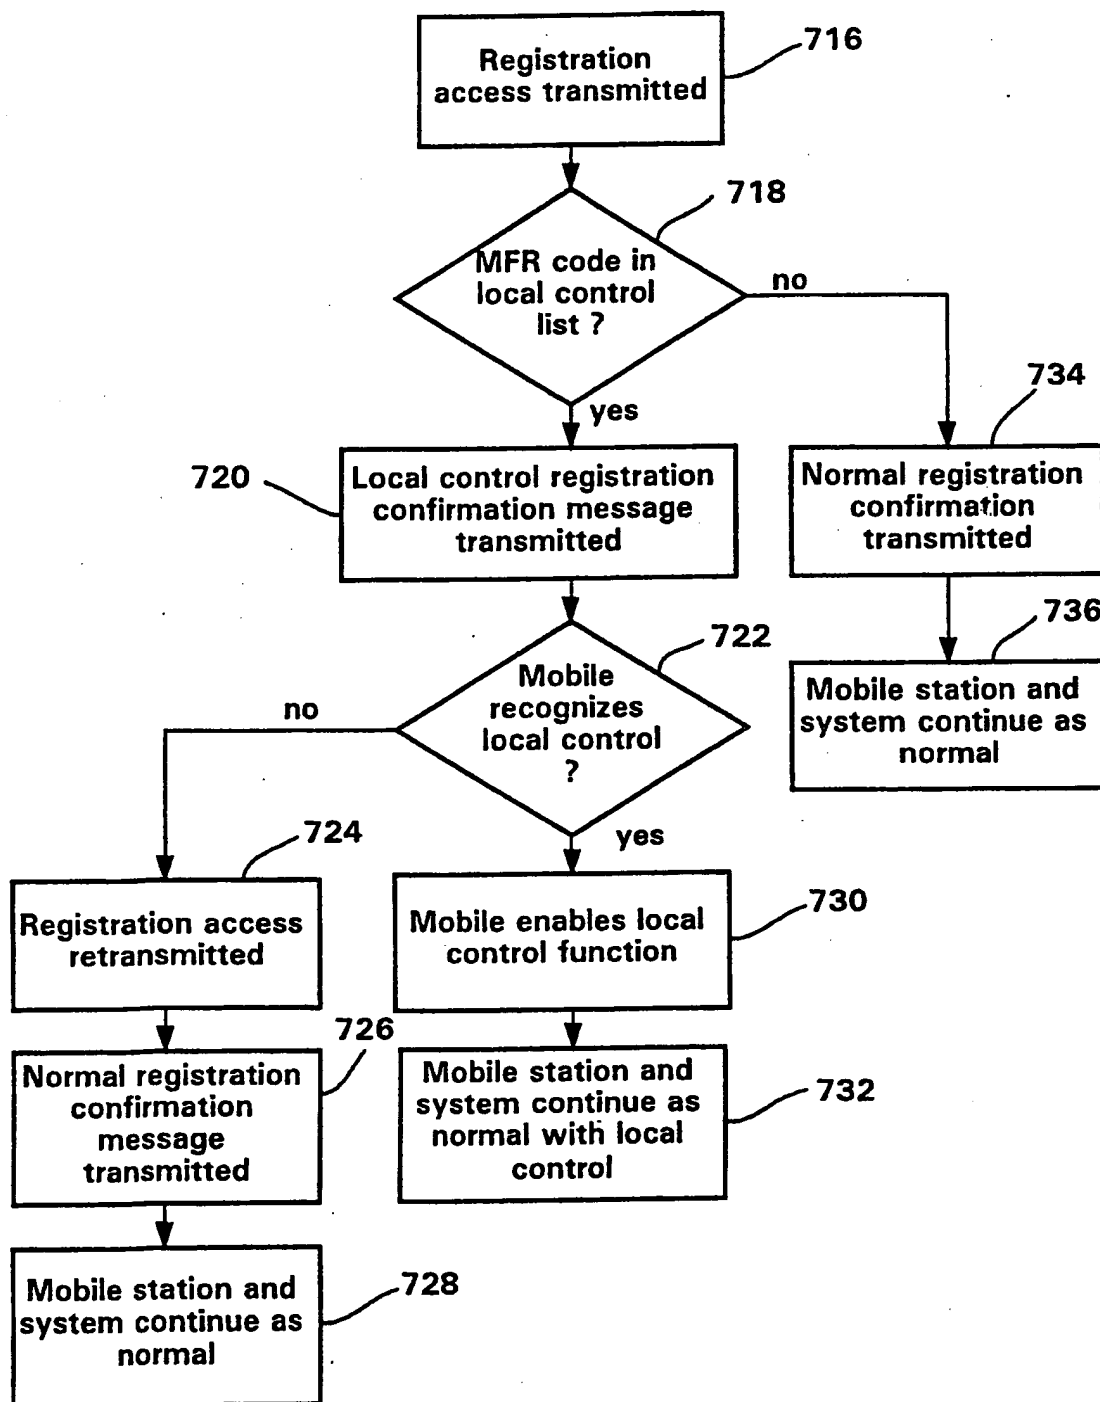 Registration
access transmitted
716
718
MFR code in
local control
list ?
no
yes
734
720
Local control registration
confirmation message
transmitted
Normal registration
confirmation
transmitted
736
722
Mobile
recognizes
local control
?
no
yes
Mobile station and
system continue as
normal
724
Registration access
retransmitted
730
Mobile enables local
control function
726
Normal registration
confirmation
message
transmitted
732
Mobile station and
system continue as
normal with local
control
728
Mobile station and
system continue as
normal